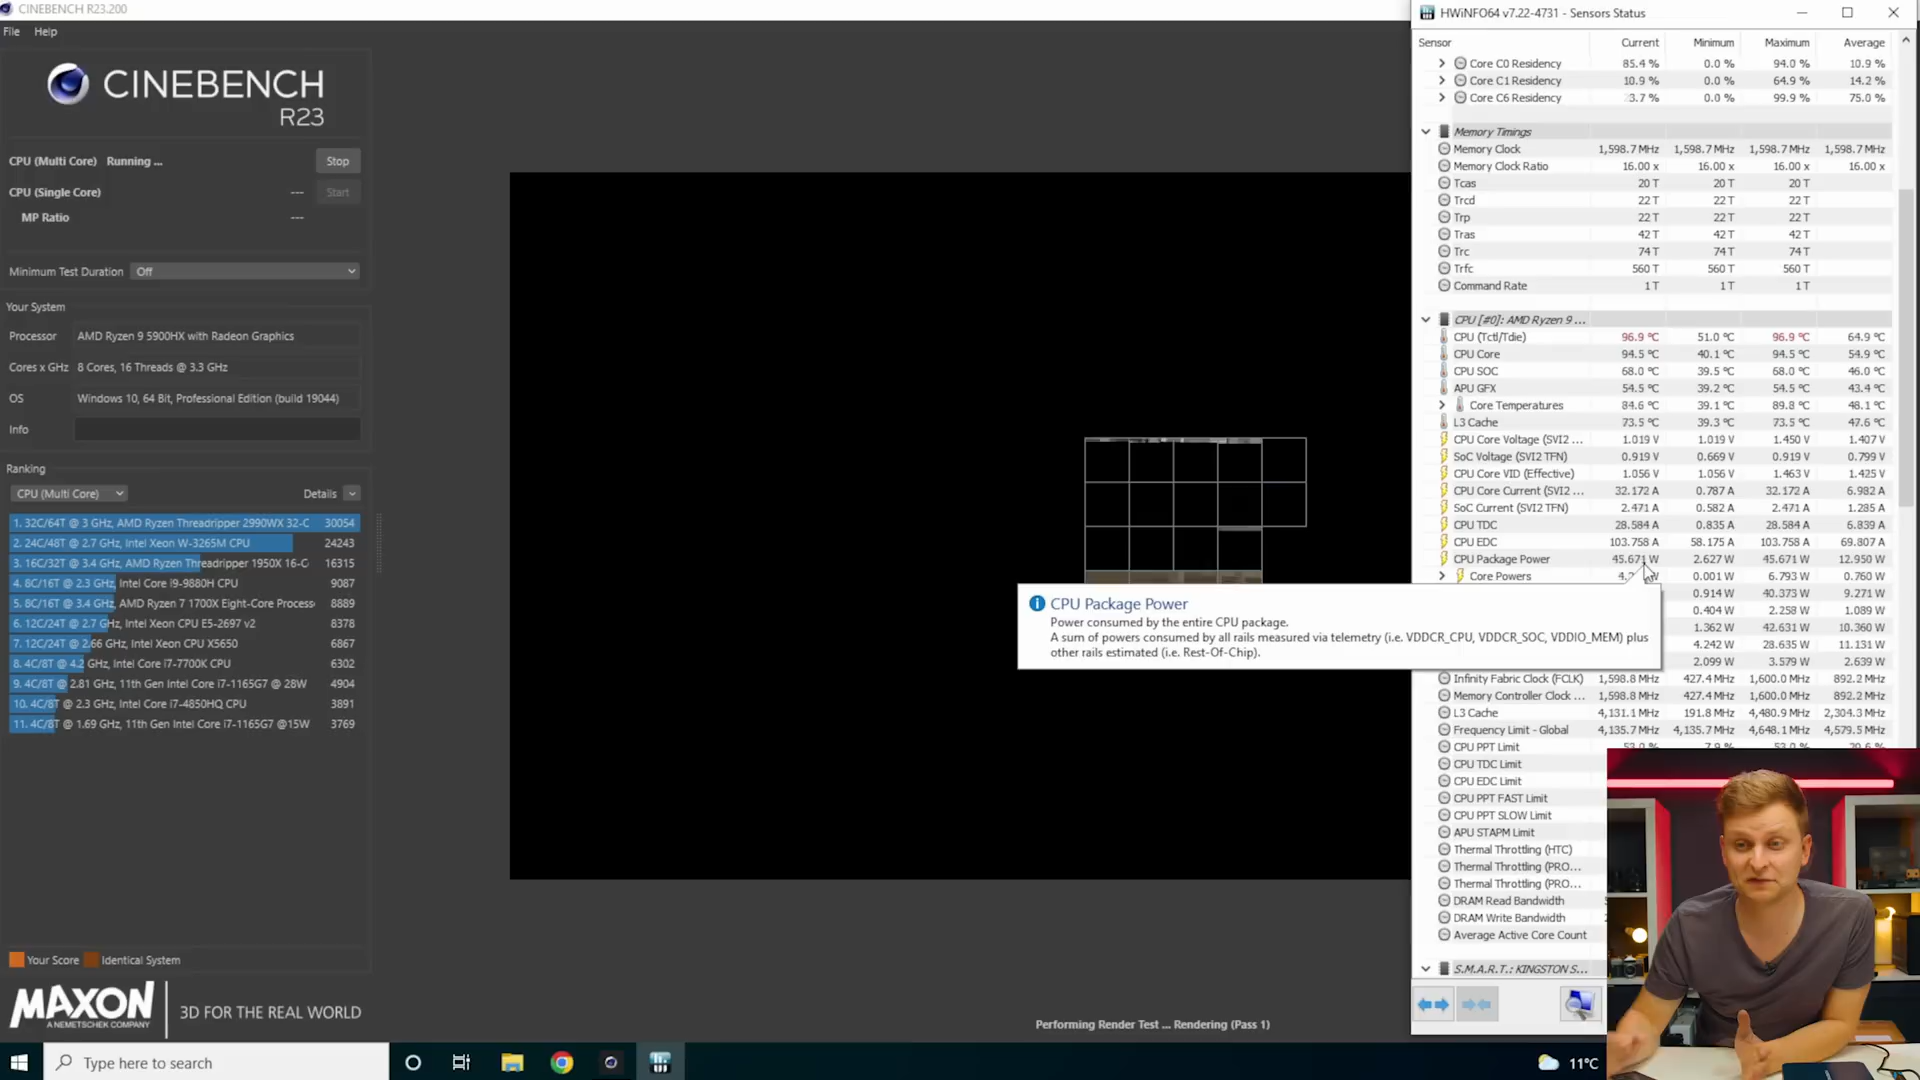 CINEBENCH R23.200
File Help
CINEBENCH
R23
CPU (Multi Core) Running ... Stop
CPU (Single Core) --- Start
MP Ratio ---
Minimum Test Duration Off
Your System
Processor AMD Ryzen 9 5900HX with Radeon Graphics
Cores x GHz 8 Cores, 16 Threads @ 3.3 GHz
OS Windows 10, 64 Bit, Professional Edition (build 19044)
Info
Ranking
CPU (Multi Core) Details
1. 32C/64T @ 3 GHz, AMD Ryzen Threadripper 2990WX 32-C 30054
2. 24C/48T @ 2.7 GHz, Intel Xeon W-3265M CPU 24243
3. 16C/32T @ 3.4 GHz, AMD Ryzen Threadripper 1950X 16-C 16315
4. 8C/16T @ 2.3 GHz, Intel Core i9-9880H CPU 9087
5. 8C/16T @ 3.4 GHz, AMD Ryzen 7 1700X Eight-Core Process 8889
6. 12C/24T @ 2.7 GHz, Intel Xeon CPU E5-2697 v2 8378
7. 12C/24T @ 2.66 GHz, Intel Xeon CPU X5650 6867
8. 4C/8T @ 4.2 GHz, Intel Core i7-7700K CPU 6302
9. 4C/8T @ 2.81 GHz, 11th Gen Intel Core i7-1165G7 @ 28W 4904
10. 4C/8T @ 2.3 GHz, Intel Core i7-4850HQ CPU 3891
11. 4C/8T @ 1.69 GHz, 11th Gen Intel Core i7-1165G7 @15W 3769
Your Score Identical System
MAXON
A NEMETSCHEK COMPANY
3D FOR THE REAL WORLD
Performing Render Test ... Rendering (Pass 1)
HWiNFO64 v7.22-4731 - Sensors Status
Sensor Current Minimum Maximum Average
Core C0 Residency 85.4 % 0.0 % 94.0 % 10.9 %
Core C1 Residency 10.9 % 0.0 % 64.9 % 14.2 %
Core C6 Residency 3.7 % 0.0 % 99.9 % 75.0 %
Memory Timings
Memory Clock 1,598.7 MHz 1,598.7 MHz 1,598.7 MHz 1,598.7 MHz
Memory Clock Ratio 16.00 x 16.00 x 16.00 x 16.00 x
Tcas 20 T 20 T 20 T
Trcd 22 T 22 T 22 T
Trp 22 T 22 T 22 T
Tras 42 T 42 T 42 T
Trc 74 T 74 T 74 T
Trfc 560 T 560 T 560 T
Command Rate 1 T 1 T 1 T
CPU [#0]: AMD Ryzen 9 ...
CPU (Tctl/Tdie) 96.9 °C 51.0 °C 96.9 °C 64.9 °C
CPU Core 94.5 °C 40.1 °C 94.5 °C 54.9 °C
CPU SOC 68.0 °C 39.5 °C 68.0 °C 46.0 °C
APU GFX 54.5 °C 39.2 °C 54.5 °C 43.4 °C
Core Temperatures 84.6 °C 39.1 °C 89.8 °C 48.1 °C
L3 Cache 73.5 °C 39.3 °C 73.5 °C 47.6 °C
CPU Core Voltage (SVI2 ... 1.019 V 1.019 V 1.450 V 1.407 V
SoC Voltage (SVI2 TFN) 0.919 V 0.669 V 0.919 V 0.799 V
CPU Core VID (Effective) 1.056 V 1.056 V 1.463 V 1.425 V
CPU Core Current (SVI2 ... 32.172 A 0.787 A 32.172 A 6.982 A
SoC Current (SVI2 TFN) 2.471 A 0.582 A 2.471 A 1.285 A
CPU TDC 28.584 A 0.835 A 28.584 A 6.839 A
CPU EDC 103.758 A 58.175 A 103.758 A 69.807 A
CPU Package Power 45.671 W 2.627 W 45.671 W 12.950 W
Core Powers 0.001 W 6.793 W 0.760 W
0.914 W 40.373 W 9.271 W
0.404 W 2.258 W 1.089 W
1.362 W 42.631 W 10.360 W
4.242 W 28.635 W 11.131 W
2.099 W 3.579 W 2.639 W
CPU Package Power
Power consumed by the entire CPU package.
A sum of powers consumed by all rails measured via telemetry (i.e. VDDCR_CPU, VDDCR_SOC, VDDIO_MEM) plus
other rails estimated (i.e. Rest-Of-Chip).
Infinity Fabric Clock (FCLK) 1,598.8 MHz 427.4 MHz 1,600.0 MHz 892.2 MHz
Memory Controller Clock ... 1,598.8 MHz 427.4 MHz 1,600.0 MHz 892.2 MHz
L3 Cache 4,131.1 MHz 191.8 MHz 4,480.9 MHz 2,304.3 MHz
Frequency Limit - Global 4,135.7 MHz 4,135.7 MHz 4,648.1 MHz 4,579.5 MHz
CPU PPT Limit 53.0 % 7.9 % 53.0 % 20.6 %
CPU TDC Limit
CPU EDC Limit
CPU PPT FAST Limit
CPU PPT SLOW Limit
APU STAPM Limit
Thermal Throttling (HTC)
Thermal Throttling (PRO...
Thermal Throttling (PRO...
DRAM Read Bandwidth
DRAM Write Bandwidth
Average Active Core Count
S.M.A.R.T.: KINGSTON S...
Type here to search
11°C